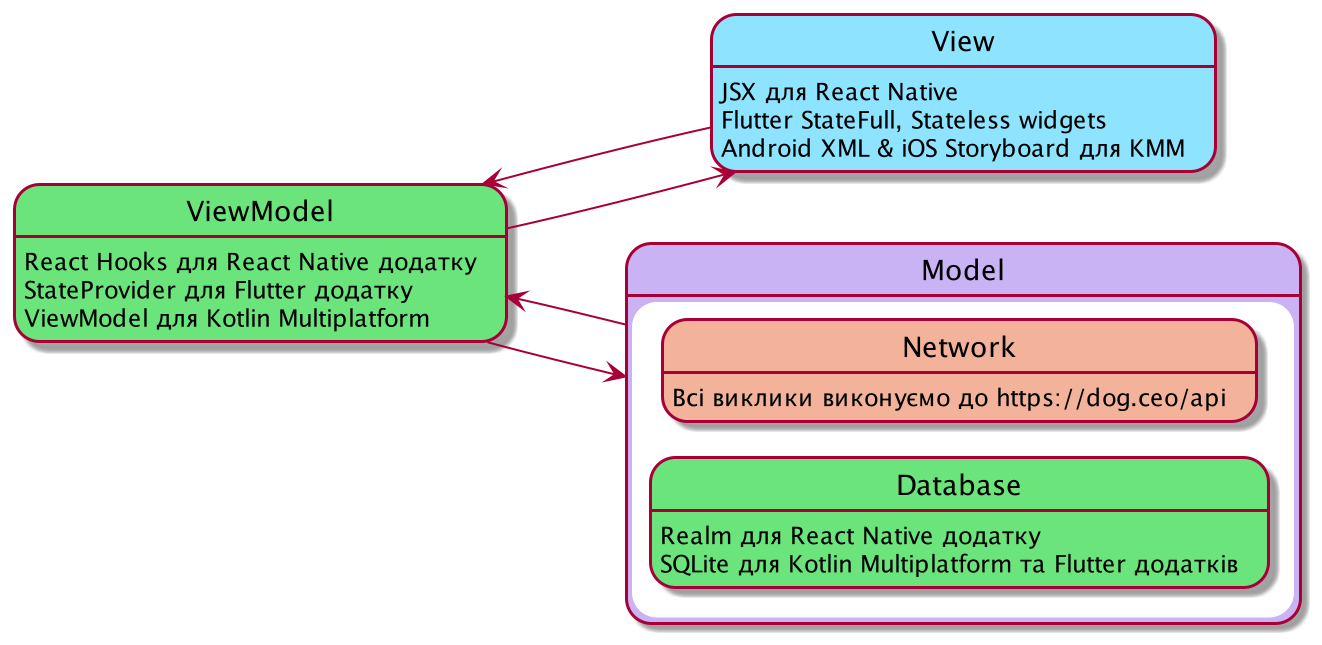 View
JSX для React Native
Flutter StateFull, Stateless widgets
Android XML & iOS Storyboard для KMM
ViewModel
React Hooks для React Native додатку
StateProvider для Flutter додатку
ViewModel для Kotlin Multiplatform
Model
Network
Всі виклики виконуємо до https://dog.ceo/api
Database
Realm для React Native додатку
SQLite для Kotlin Multiplatform та Flutter додатків